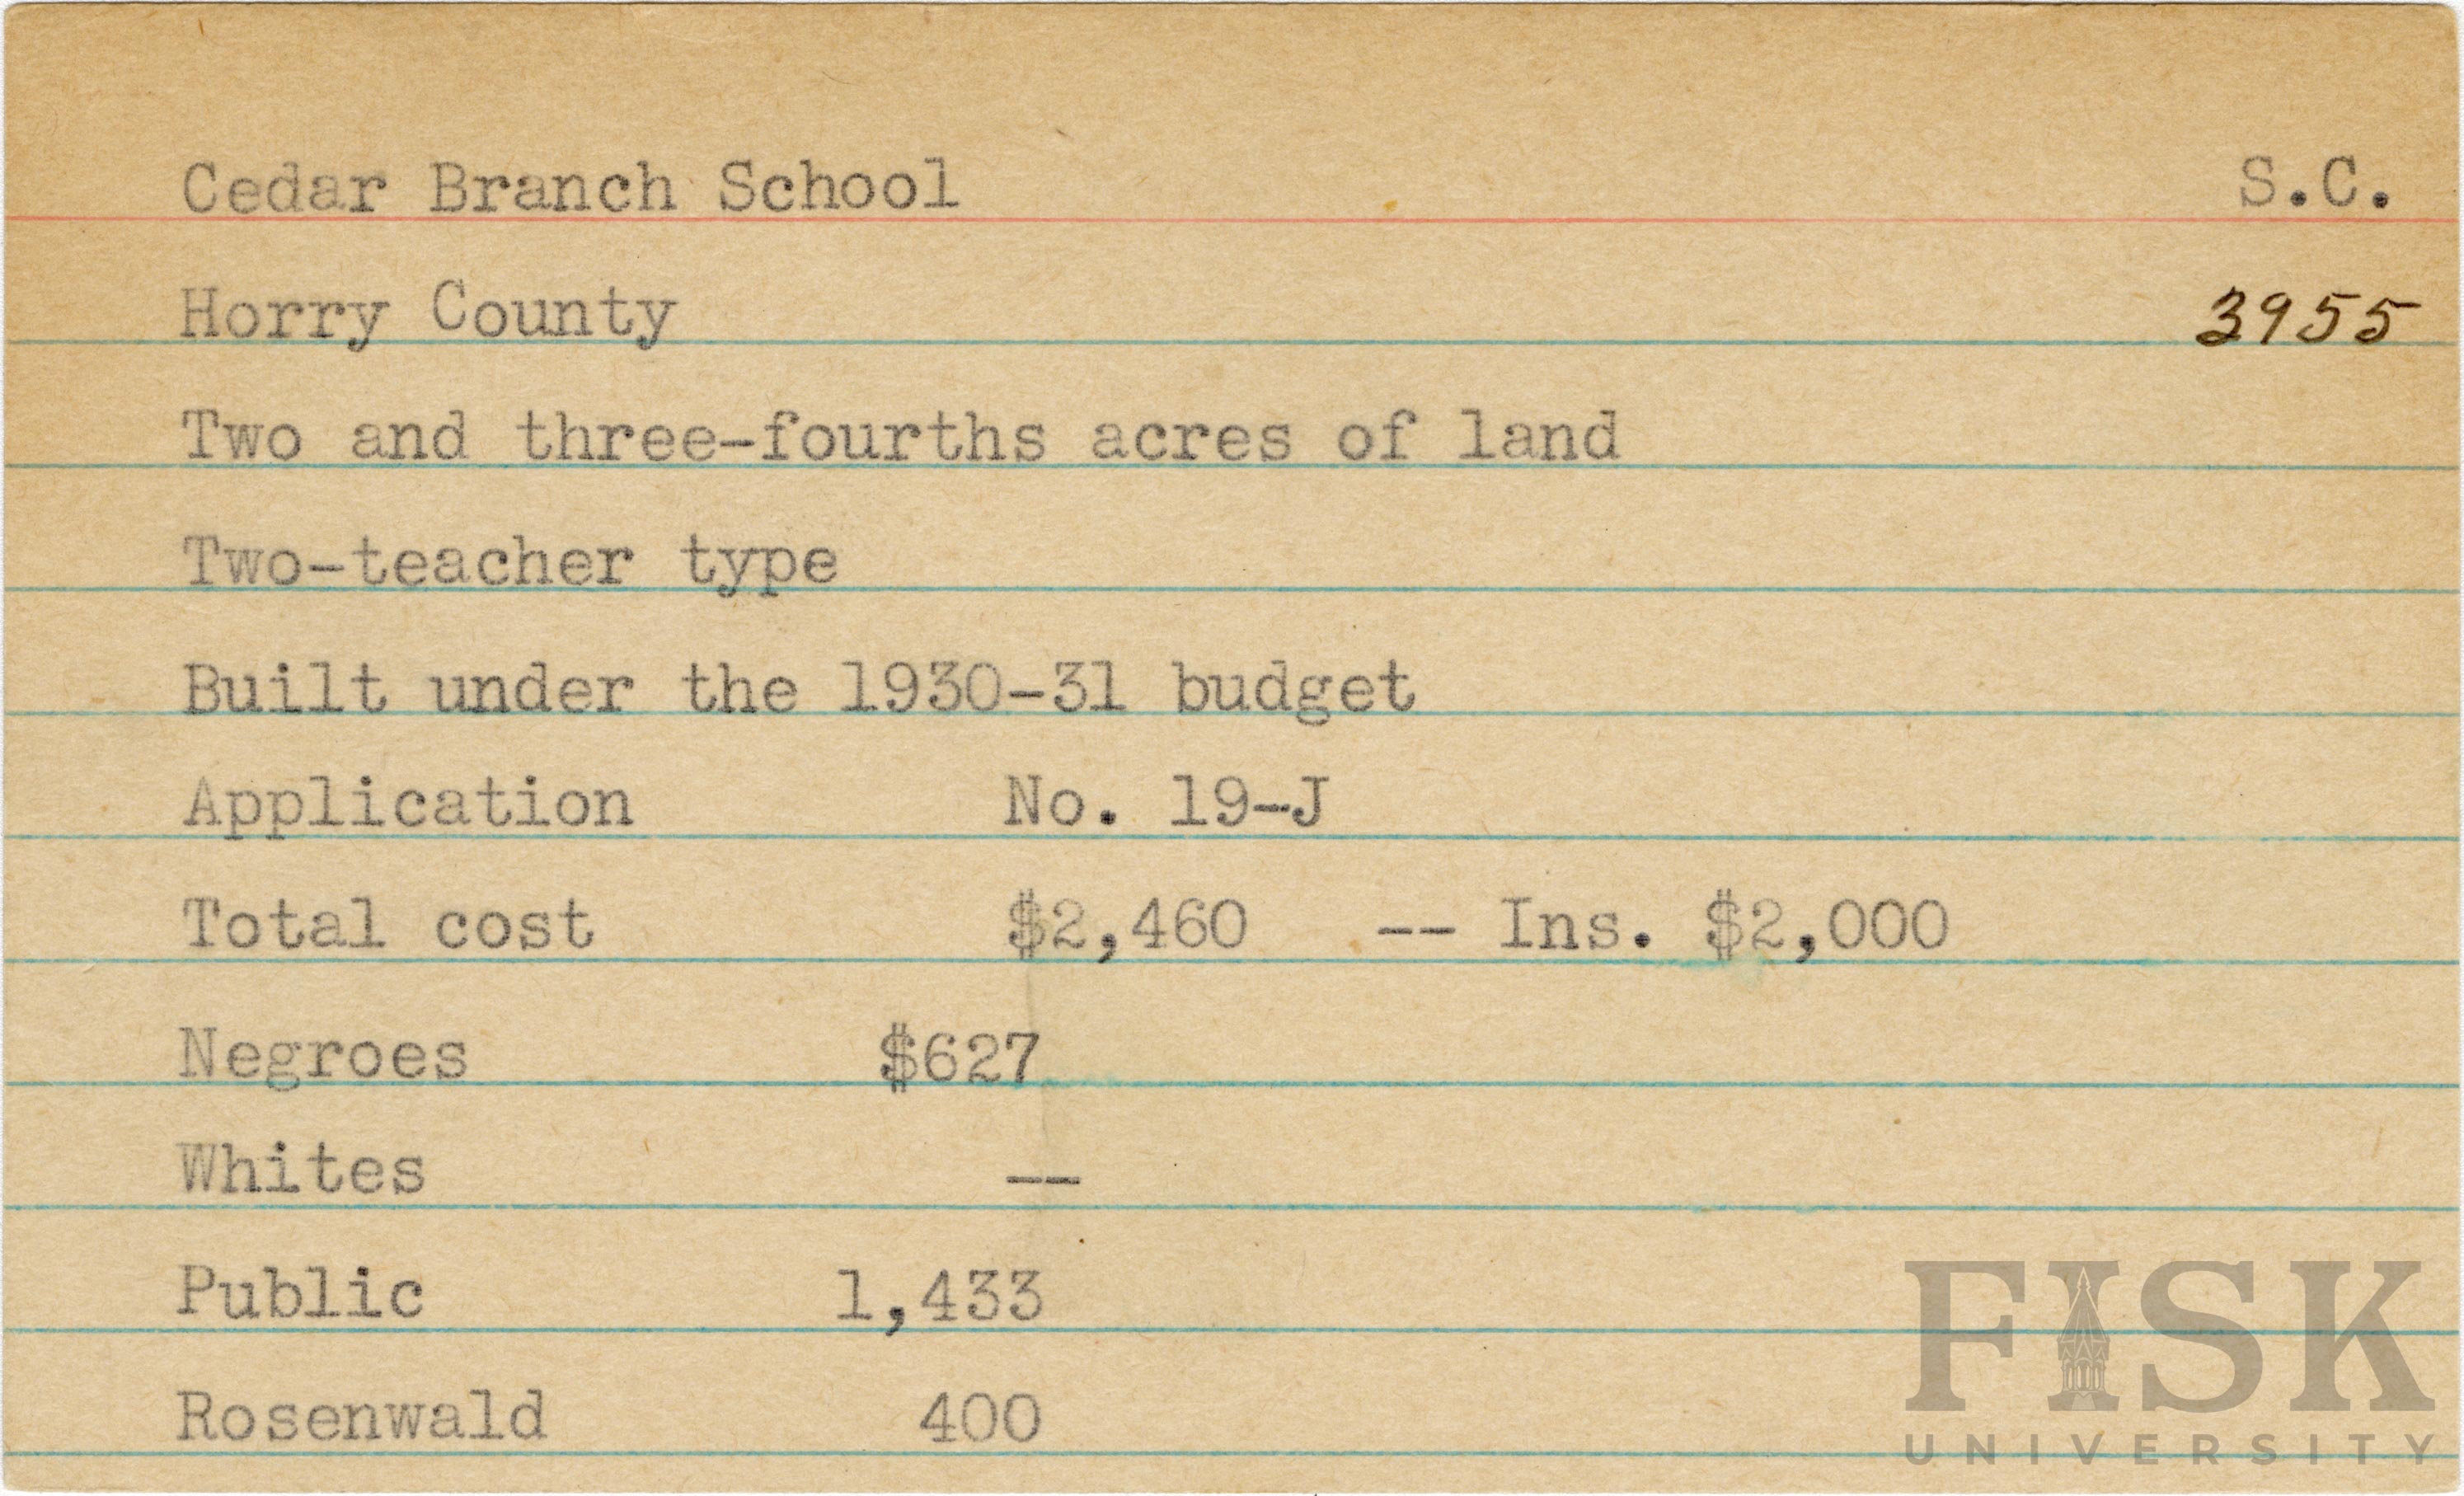 Cedar Branch School S.C.
Horry County 3955
Two and three-fourths acres of land
Two-teacher type
Built under the 1930-31 budget
Application No. 19-J
Total cost $2,460 -- Ins. $2,000
Negroes $627
Whites --
Public 1,433
Rosenwald 400
FISK
UNIVERSITY